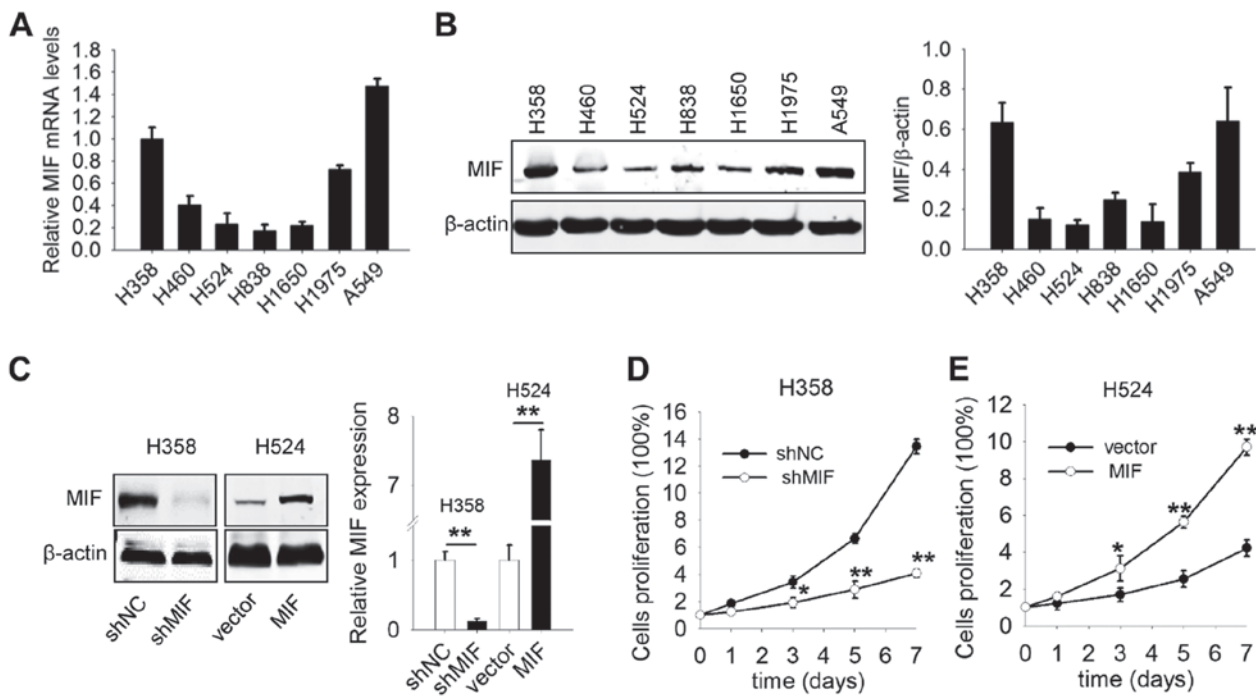 A
Relative MIF mRNA levels
1.8
1.6
1.4
1.2
1.0
0.8
0.6
0.4
0.2
0.0
H358
H460
H524
H838
H1650
H1975
A549
B
H358
H460
H524
H838
H1650
H1975
A549
MIF
β-actin
MIF/β-actin
1.0
0.8
0.6
0.4
0.2
0.0
H358
H460
H524
H838
H1650
H1975
A549
C
H358
H524
MIF
β-actin
shNC
shMIF
vector
MIF
Relative MIF expression
8
7
1
0
H524
**
H358
**
shNC
shMIF
vector
MIF
D
H358
Cells proliferation (100%)
16
14
12
10
8
6
4
2
0
shNC
shMIF
*
**
**
0 1 2 3 4 5 6 7
time (days)
E
H524
Cells proliferation (100%)
12
10
8
6
4
2
0
vector
MIF
*
**
**
0 1 2 3 4 5 6 7
time (days)